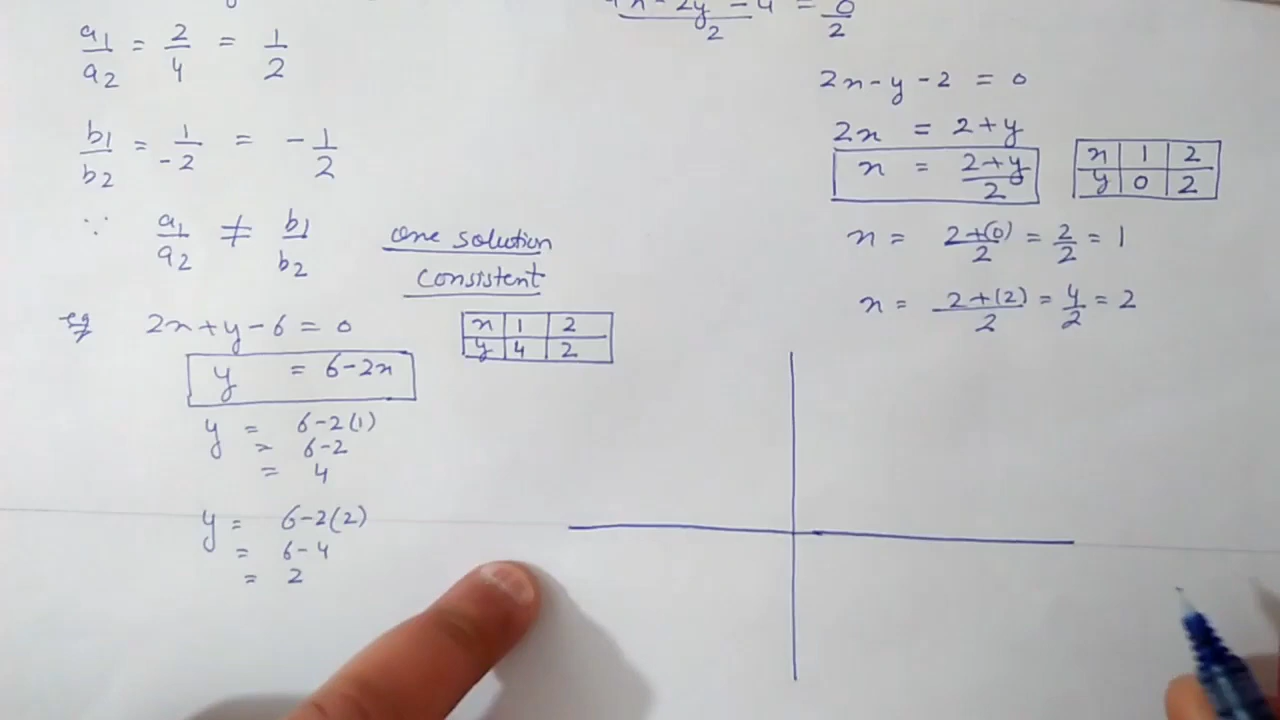 4x - 2y - 4 / 2 = 0/2
a1/a2 = 2/4 = 1/2
b1/b2 = 1/-2 = - 1/2
∵ a1/a2 ≠ b1/b2
one solution
consistent
eg 2x + y - 6 = 0
y = 6 - 2x
x 1 2
y 4 2
y = 6 - 2(1)
= 6 - 2
= 4
y = 6 - 2(2)
= 6 - 4
= 2
2x - y - 2 = 0
2x = 2 + y
x = 2+y/2
x 1 2
y 0 2
x = 2+(0)/2 = 2/2 = 1
x = 2+(2)/2 = 4/2 = 2